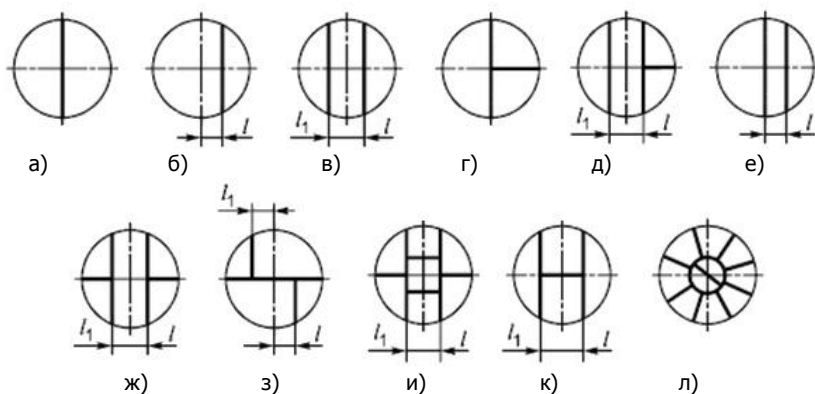 l l₁ l l₁ l l
а) б) в) г) д) е)
l₁
l₁ l l l₁ l l₁ l
ж) з) и) к) л)